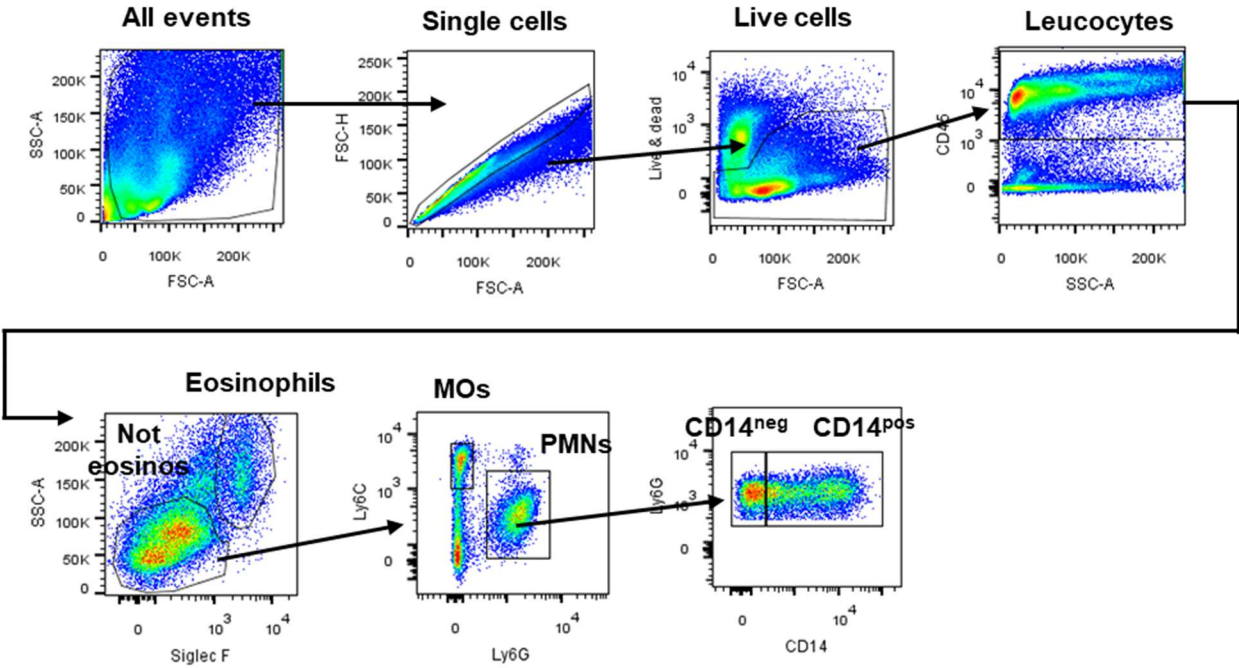 All events
Single cells
Live cells
Leucocytes
SSC-A
200K
150K
100K
50K
0
0
100K
200K
FSC-A
FSC-H
250K
200K
150K
100K
50K
0
0
100K
200K
FSC-A
Live & dead
10⁴
10³
0
0
100K
200K
FSC-A
CD45
10⁴
10³
0
0
100K
200K
SSC-A
Eosinophils
Not
eosinos
SSC-A
200K
150K
100K
50K
0
0
10³
10⁴
Siglec F
MOs
PMNs
Ly6C
10⁴
10³
0
0
10⁴
Ly6G
CD14neg
CD14pos
Ly6G
10⁴
10³
0
0
10⁴
CD14